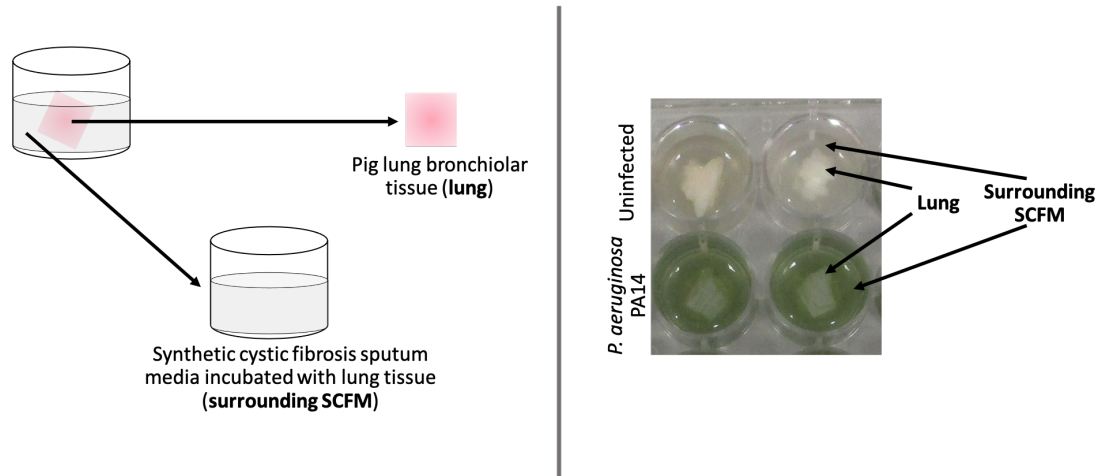 Pig lung bronchiolar
tissue (lung)
Synthetic cystic fibrosis sputum
media incubated with lung tissue
(surrounding SCFM)
Uninfected
P. aeruginosa
PA14
Lung
Surrounding
SCFM